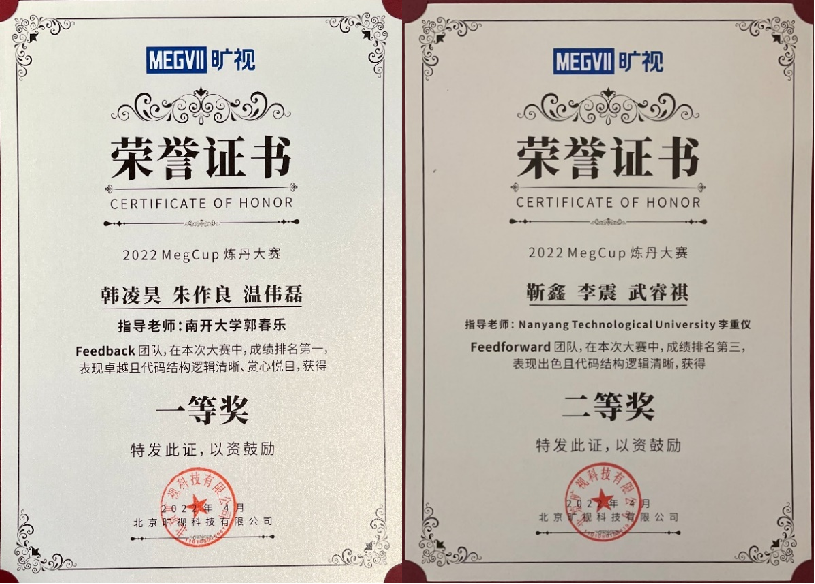 MEGVII 旷视
荣誉证书
CERTIFICATE OF HONOR
2022 MegCup 炼丹大赛
韩凌昊 朱作良 温伟磊
指导老师：南开大学郭春乐
Feedback 团队，在本次大赛中，成绩排名第一，
表现卓越且代码结构逻辑清晰、赏心悦目，获得
一等奖
特发此证，以资鼓励
2022 年 4 月
北京旷视科技有限公司
MEGVII 旷视
荣誉证书
CERTIFICATE OF HONOR
2022 MegCup 炼丹大赛
靳鑫 李震 武睿祺
指导老师：Nanyang Technological University 李重仪
Feedforward 团队，在本次大赛中，成绩排名第三，
表现出色且代码结构逻辑清晰，获得
二等奖
特发此证，以资鼓励
2022 年 4 月
北京旷视科技有限公司